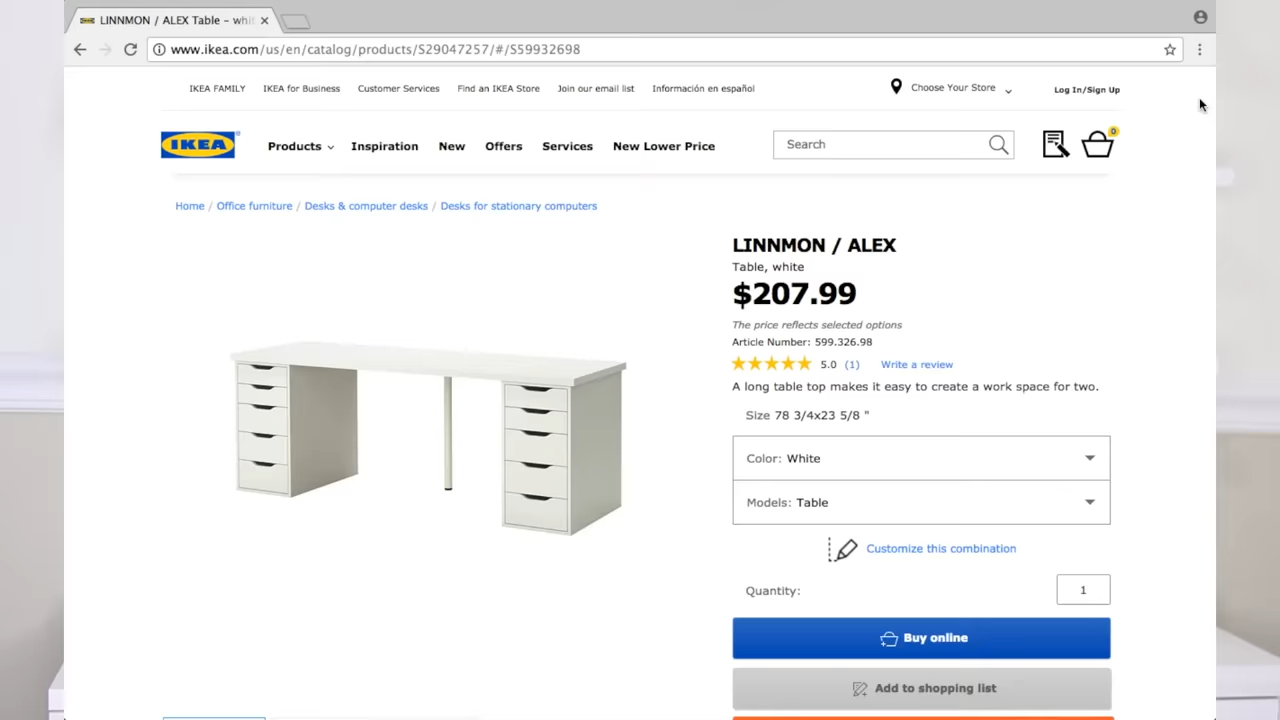 LINNMON / ALEX Table - whit
www.ikea.com/us/en/catalog/products/S29047257/#/S59932698
IKEA FAMILY IKEA for Business Customer Services Find an IKEA Store Join our email list Información en español Choose Your Store Log In/Sign Up
IKEA ® Products Inspiration New Offers Services New Lower Price Search 0
Home / Office furniture / Desks & computer desks / Desks for stationary computers
LINNMON / ALEX
Table, white
$207.99
The price reflects selected options
Article Number: 599.326.98
5.0 (1) Write a review
A long table top makes it easy to create a work space for two.
Size 78 3/4x23 5/8 "
Color: White
Models: Table
Customize this combination
Quantity: 1
Buy online
Add to shopping list